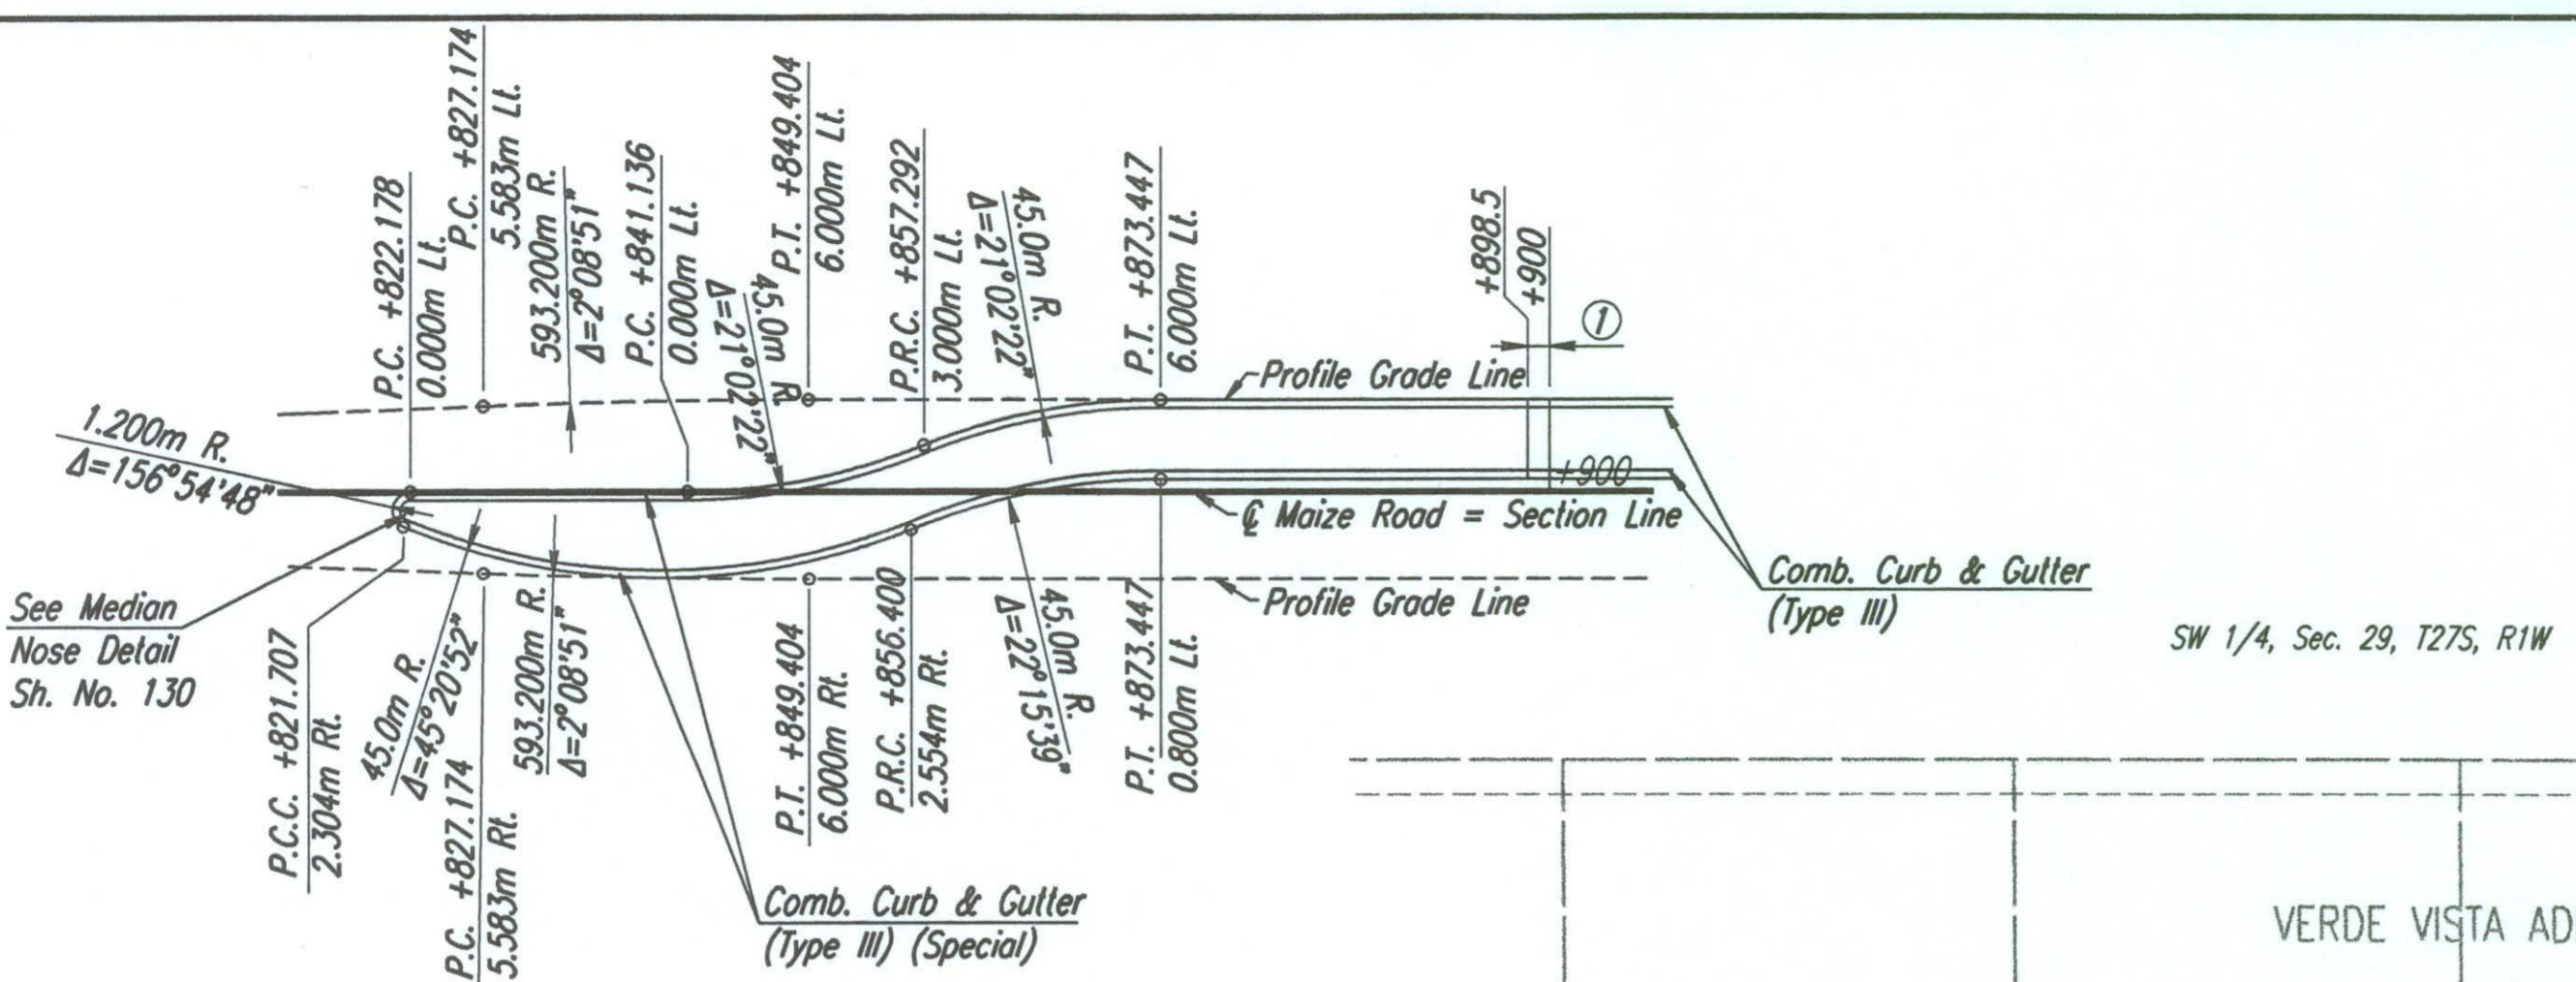 P.C. +822.178
0.000m Lt.
P.C. +827.174
5.583m Lt.
593.200m R.
Δ=2°08'51"
P.C. +841.136
0.000m Lt.
45.0m R.
Δ=21°02'22"
P.T. +849.404
6.000m Lt.
P.R.C. +857.292
3.000m Lt.
45.0m R.
Δ=21°02'22"
P.T. +873.447
6.000m Lt.
+898.5
+900
1
Profile Grade Line
1.200m R.
Δ=156°54'48"
+900
℄ Maize Road = Section Line
See Median
Nose Detail
Sh. No. 130
P.C.C. +821.707
2.304m Rt.
45.0m R.
Δ=45°20'52"
P.C. +827.174
5.583m Rt.
593.200m R.
Δ=2°08'51"
P.T. +849.404
6.000m Rt.
P.R.C. +856.400
2.554m Rt.
45.0m R.
Δ=22°15'39"
P.T. +873.447
0.800m Lt.
Profile Grade Line
Comb. Curb & Gutter
(Type III)
SW 1/4, Sec. 29, T27S, R1W
Comb. Curb & Gutter
(Type III) (Special)
VERDE VISTA AD